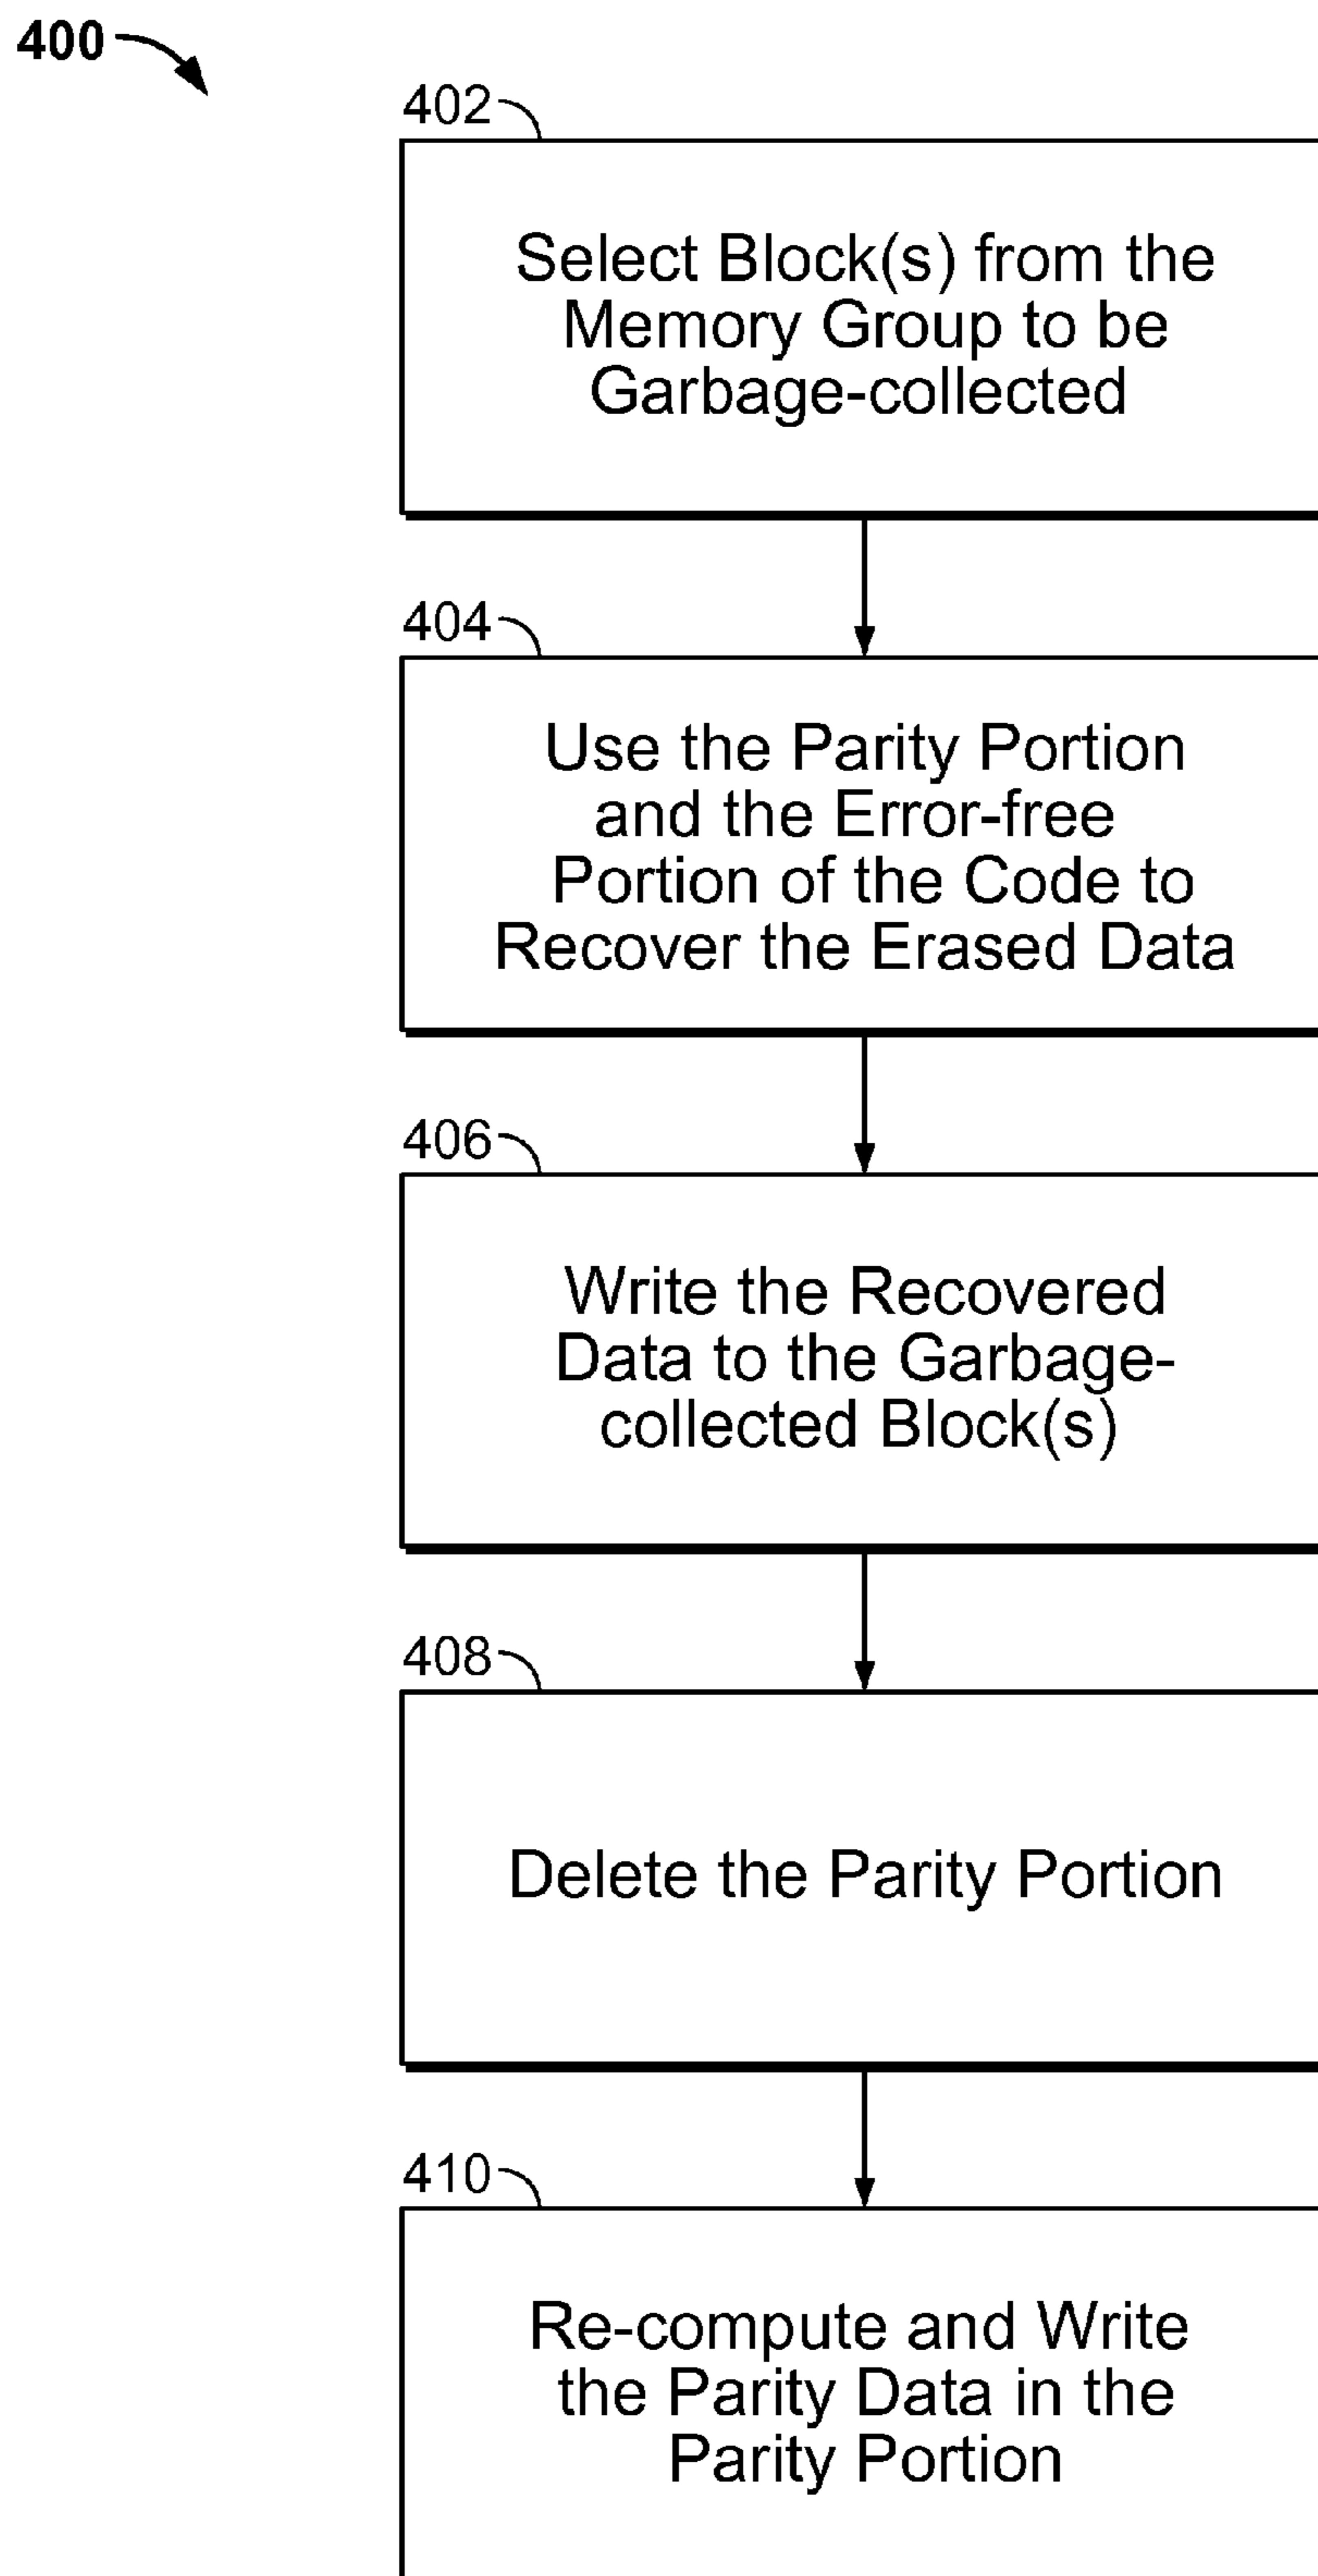 400
402
Select Block(s) from the
Memory Group to be
Garbage-collected
404
Use the Parity Portion
and the Error-free
Portion of the Code to
Recover the Erased Data
406
Write the Recovered
Data to the Garbage-
collected Block(s)
408
Delete the Parity Portion
410
Re-compute and Write
the Parity Data in the
Parity Portion